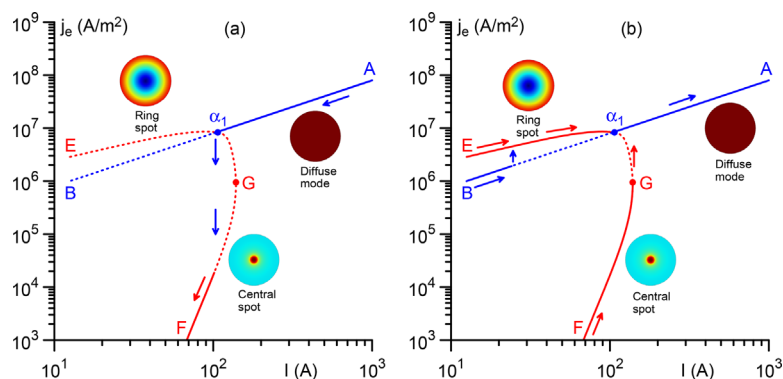 10⁹
jₑ (A/m²)
(a)
10⁸
A
Ring
spot
α₁
10⁷
E
Diffuse
mode
10⁶
B
G
10⁵
10⁴
Central
spot
F
10³
10¹
10²
I (A)
10³
10⁹
jₑ (A/m²)
(b)
10⁸
A
Ring
spot
α₁
10⁷
E
Diffuse
mode
10⁶
B
G
10⁵
10⁴
Central
spot
F
10³
10¹
10²
I (A)
10³